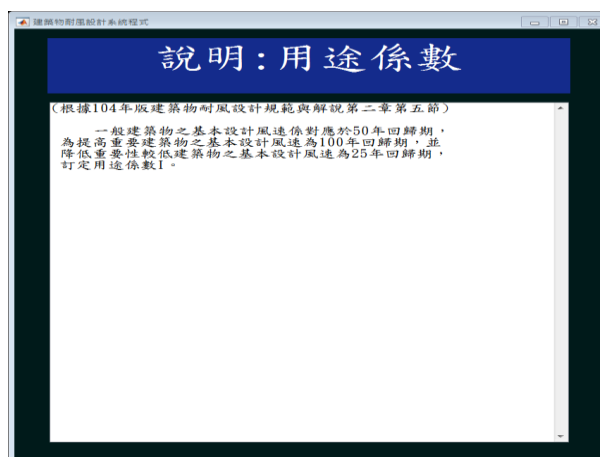 建築物耐風設計系統程式
說明:用途係數
(根據104年版建築物耐風設計規範與解說第二章第五節)
一般建築物之基本設計風速係對應於50年回歸期，
為提高重要建築物之基本設計風速為100年回歸期，並
降低重要性較低建築物之基本設計風速為25年回歸期，
訂定用途係數I。